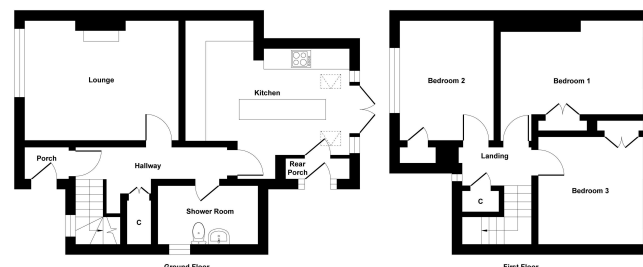 Lounge
Kitchen
Porch
Hallway
Rear
Porch
C
Shower Room
Ground Floor
Bedroom 2
Bedroom 1
Landing
C
Bedroom 3
First Floor